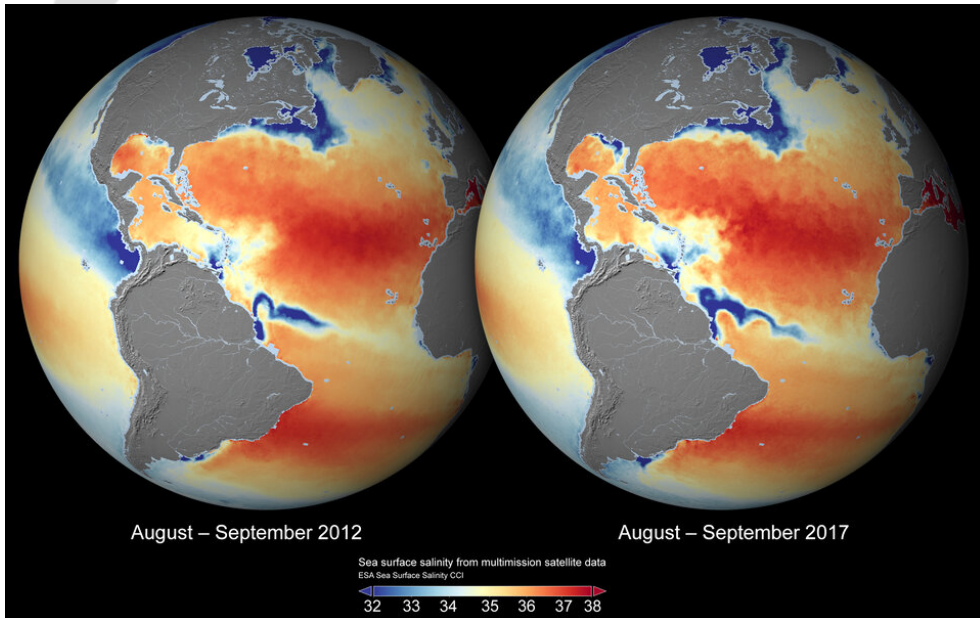 August – September 2012
August – September 2017
Sea surface salinity from multimission satellite data
ESA Sea Surface Salinity CCI
32 33 34 35 36 37 38